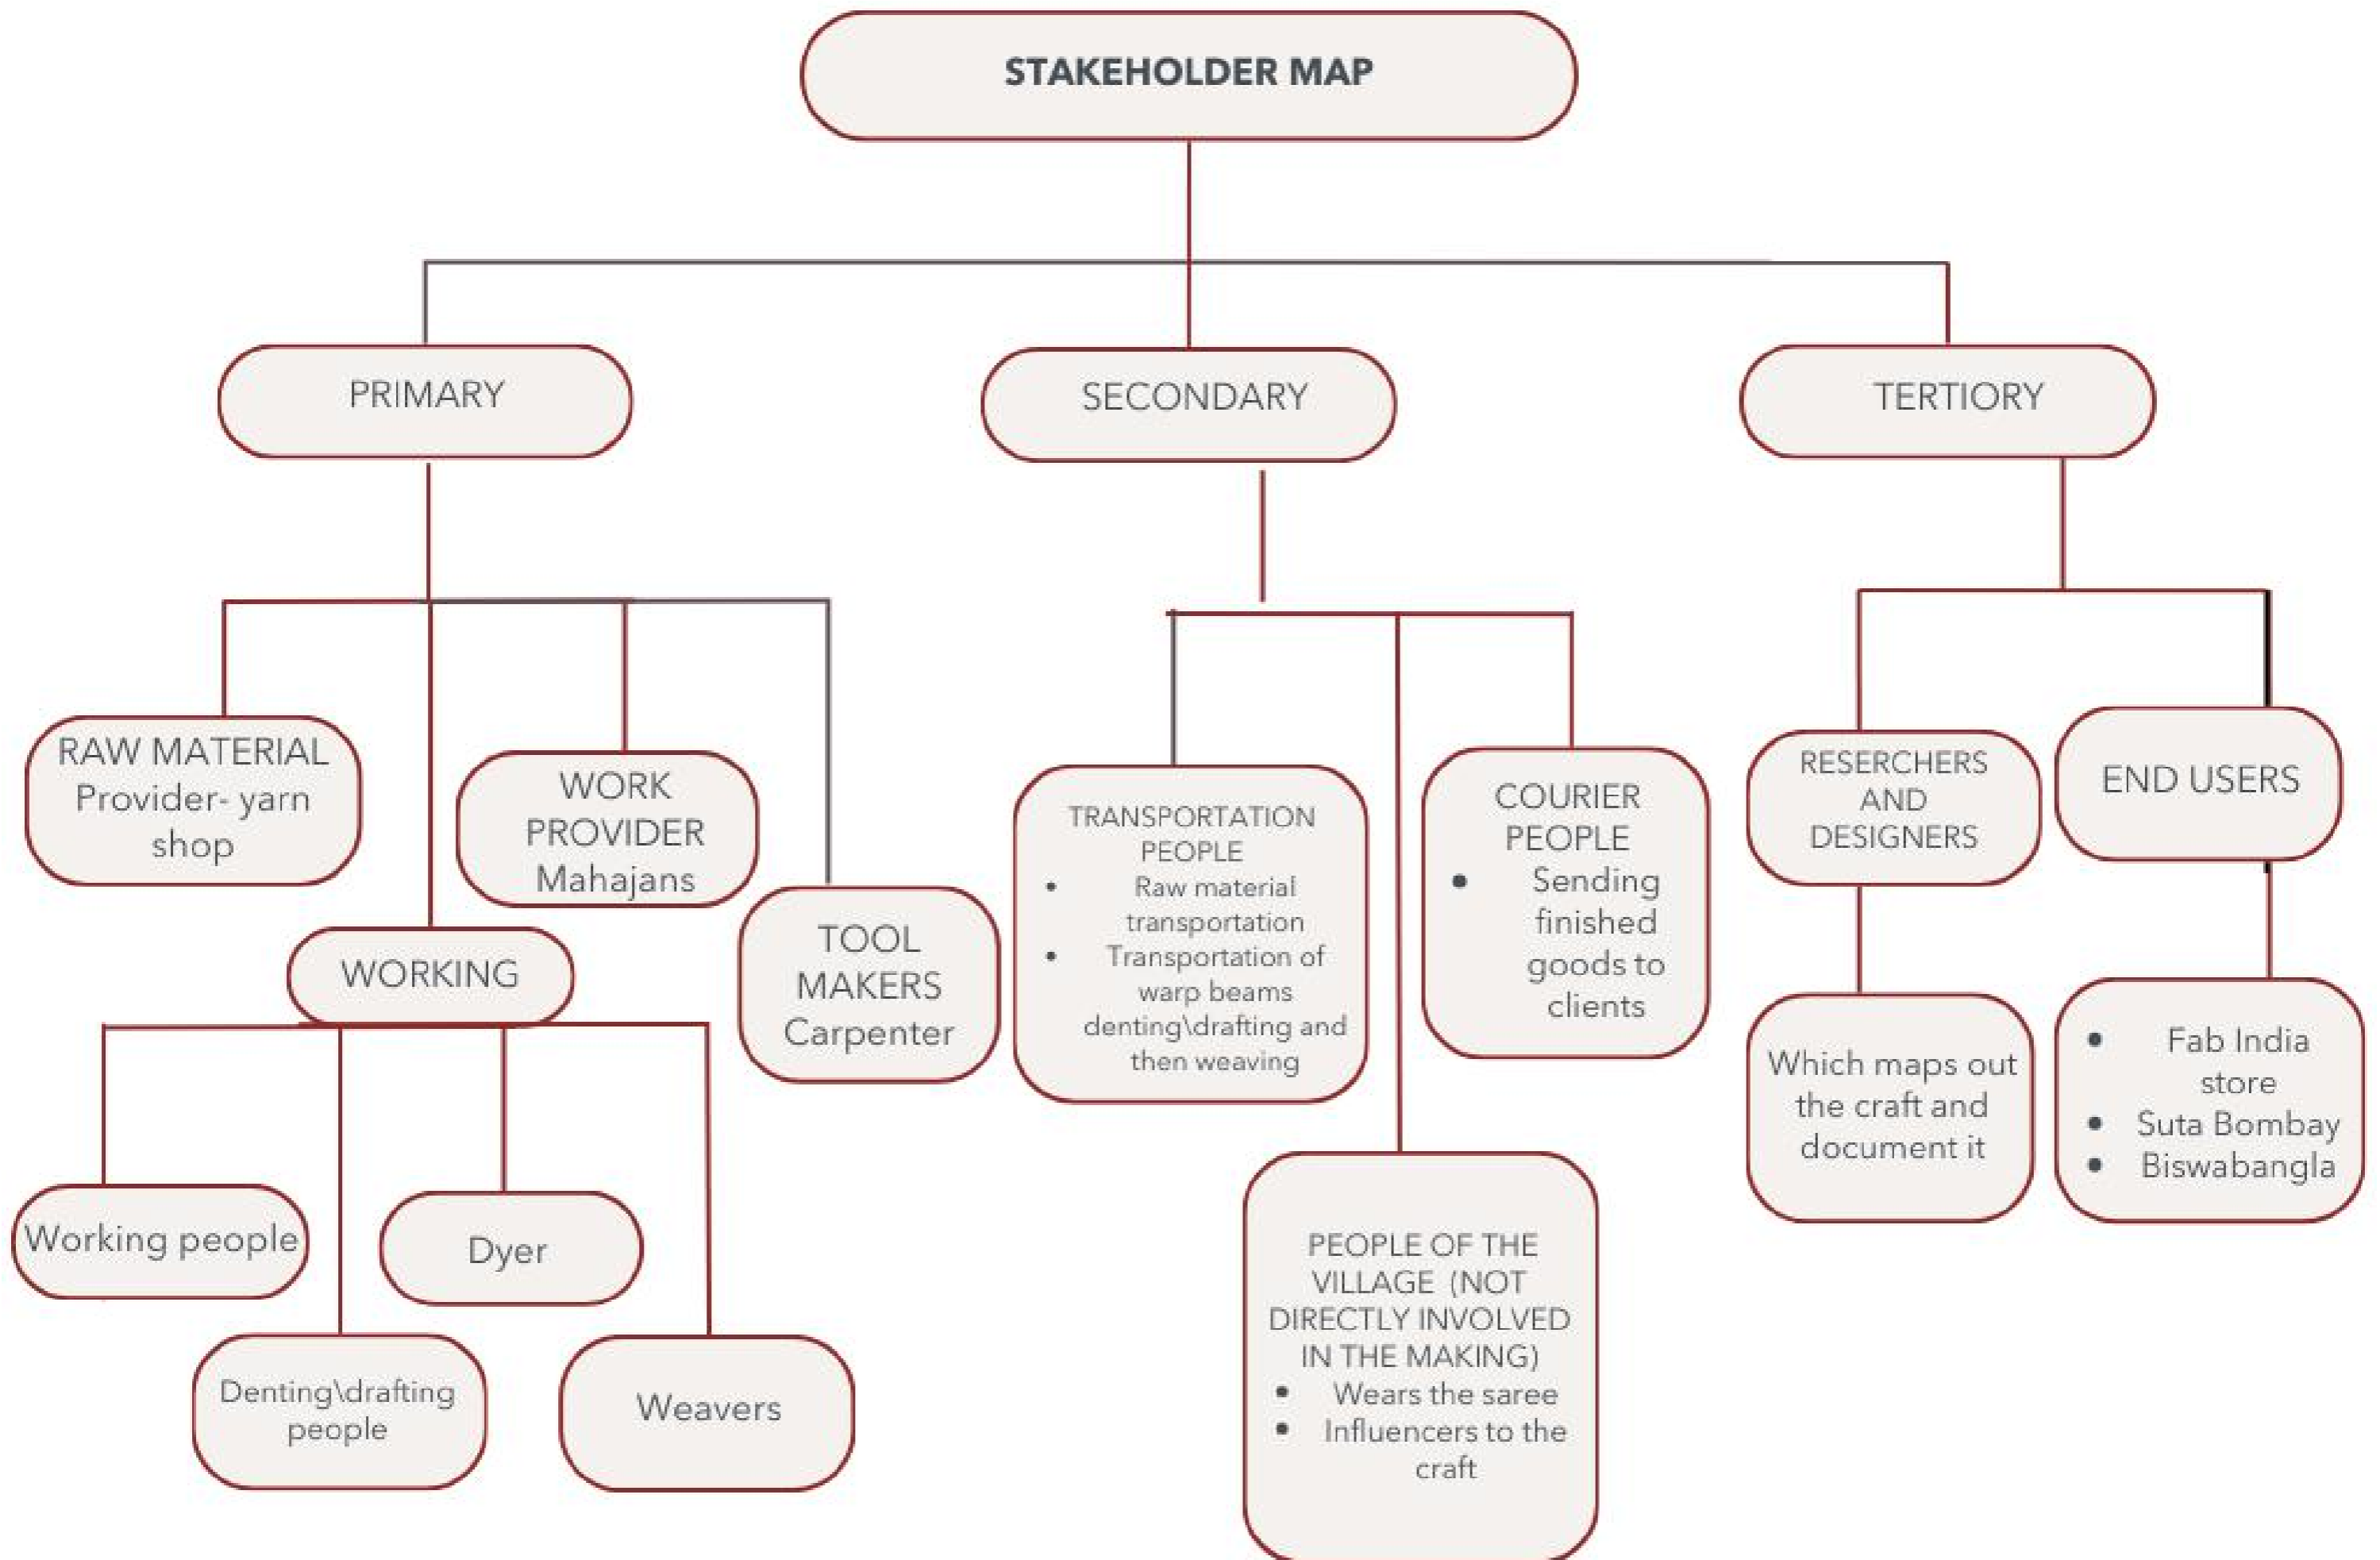 STAKEHOLDER MAP
PRIMARY
SECONDARY
TERTIORY
RAW MATERIAL
Provider- yarn
shop
WORK
PROVIDER
Mahajans
TOOL
MAKERS
Carpenter
WORKING
Working people
Denting\drafting
people
Dyer
Weavers
TRANSPORTATION
PEOPLE
• Raw material
transportation
• Transportation of
warp beams
denting\drafting and
then weaving
COURIER
PEOPLE
• Sending
finished
goods to
clients
PEOPLE OF THE
VILLAGE (NOT
DIRECTLY INVOLVED
IN THE MAKING)
• Wears the saree
• Influencers to the
craft
RESERCHERS
AND
DESIGNERS
Which maps out
the craft and
document it
END USERS
• Fab India
store
• Suta Bombay
• Biswabangla